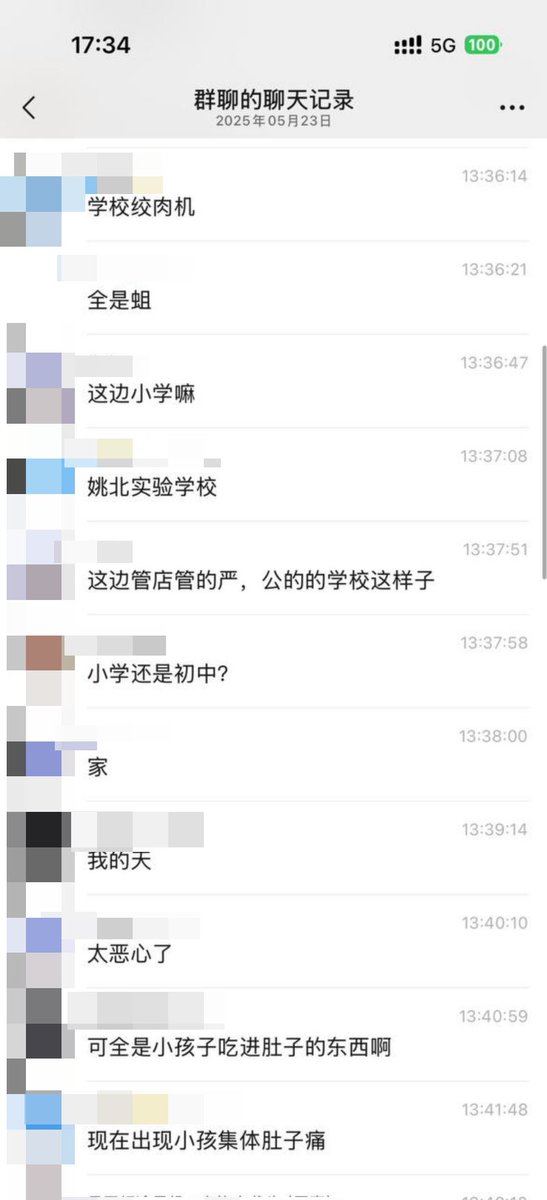 17:34
5G 100
群聊的聊天记录
2025年05月23日
13:36:14
学校绞肉机
13:36:21
全是蛆
13:36:47
这边小学嘛
13:37:08
姚北实验学校
13:37:51
这边管店管的严，公的的学校这样子
13:37:58
小学还是初中？
13:38:00
家
13:39:14
我的天
13:40:10
太恶心了
13:40:59
可全是小孩子吃进肚子的东西啊
13:41:48
现在出现小孩集体肚子痛